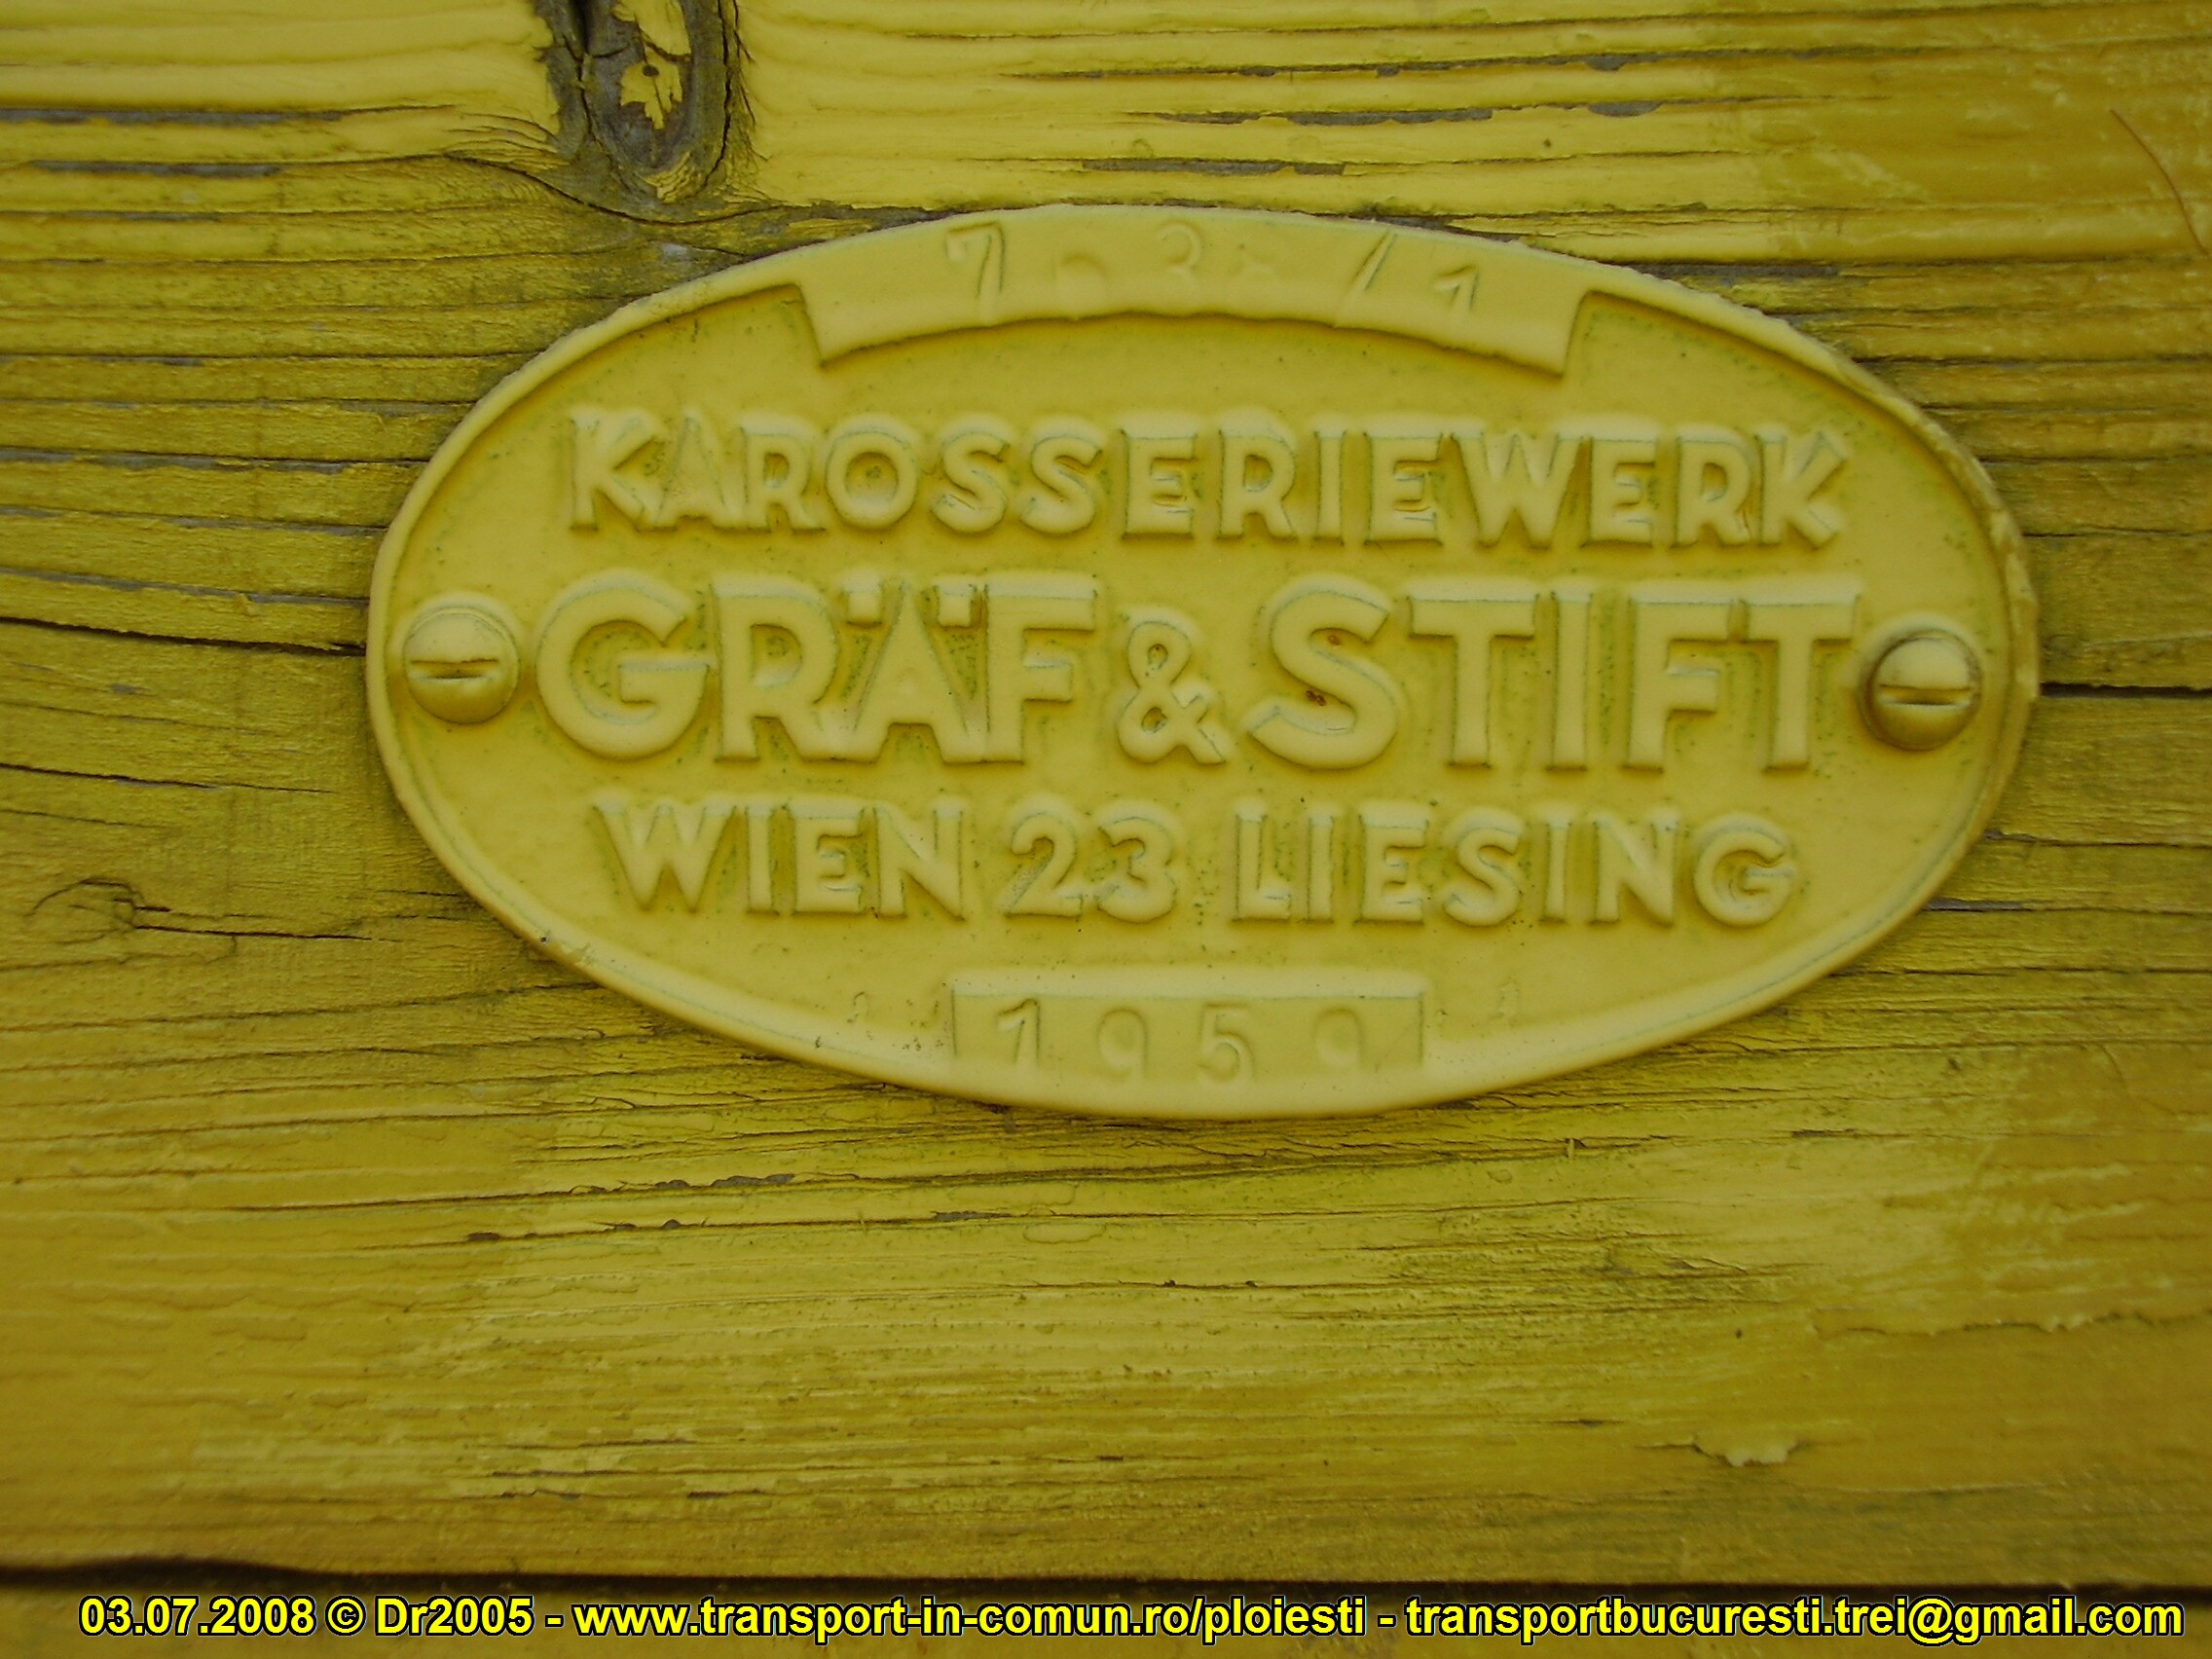 KAROSSERIEWERK
GRÄF & STIFT
WIEN 23 LIESING
1959
03.07.2008 © Dr2005 - www.transport-in-comun.ro/ploiesti - transportbucuresti.trei@gmail.com